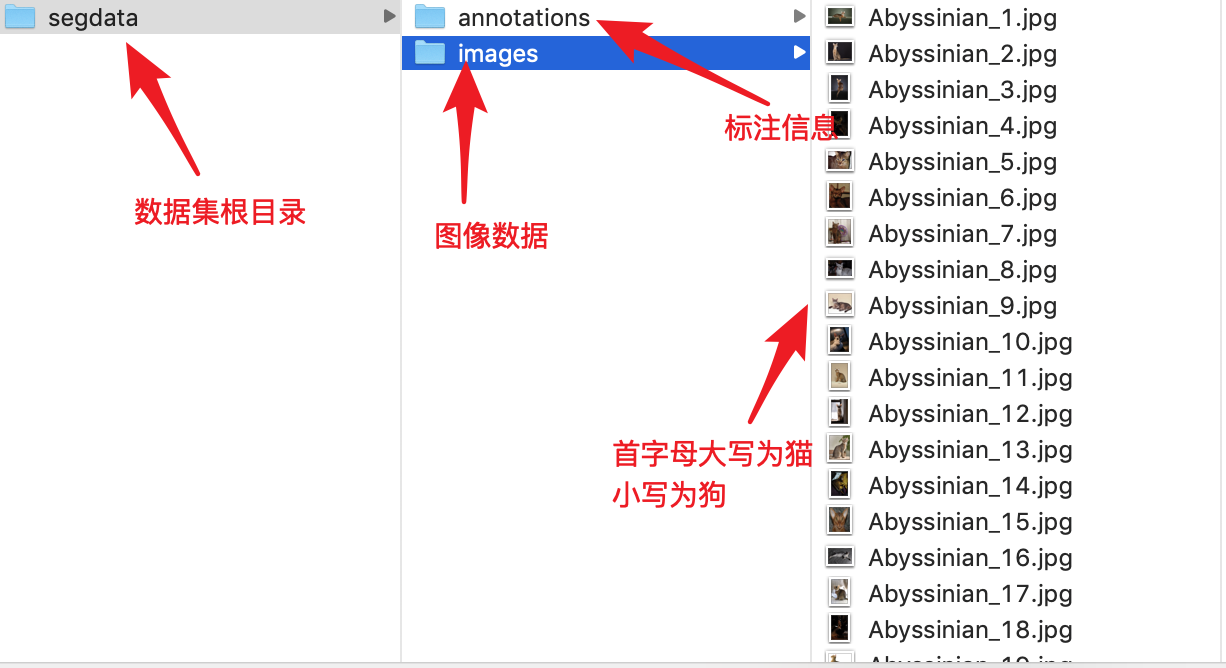 segdata
数据集根目录
annotations
images
标注信息
图像数据
首字母大写为猫
小写为狗
Abyssinian_1.jpg
Abyssinian_2.jpg
Abyssinian_3.jpg
Abyssinian_4.jpg
Abyssinian_5.jpg
Abyssinian_6.jpg
Abyssinian_7.jpg
Abyssinian_8.jpg
Abyssinian_9.jpg
Abyssinian_10.jpg
Abyssinian_11.jpg
Abyssinian_12.jpg
Abyssinian_13.jpg
Abyssinian_14.jpg
Abyssinian_15.jpg
Abyssinian_16.jpg
Abyssinian_17.jpg
Abyssinian_18.jpg